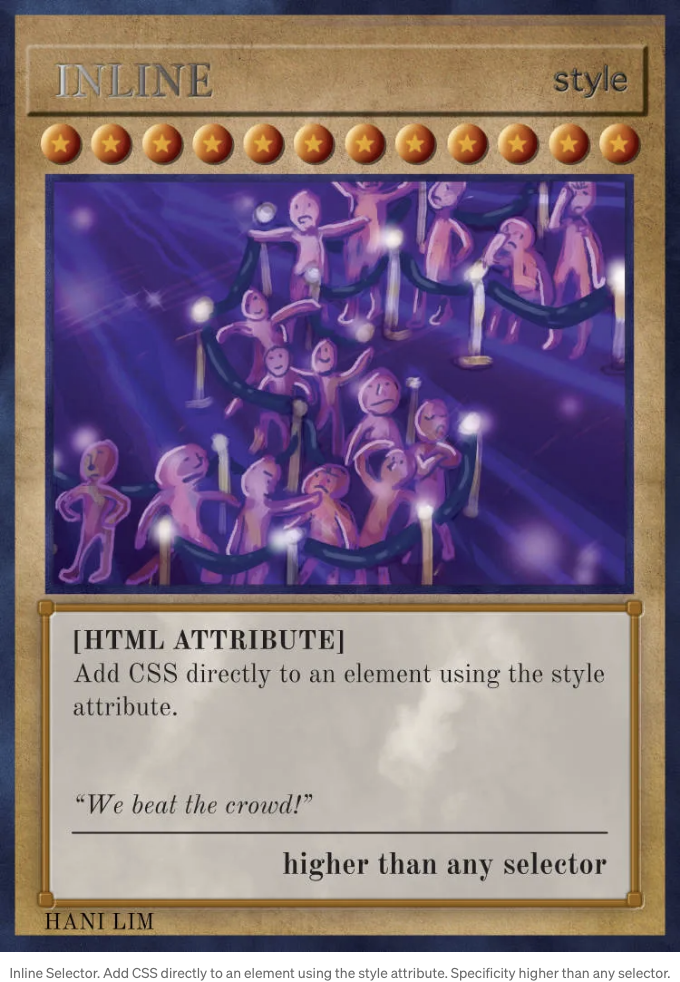 INLINE style
[HTML ATTRIBUTE]
Add CSS directly to an element using the style
attribute.
“We beat the crowd!”
higher than any selector
HANI LIM
Inline Selector. Add CSS directly to an element using the style attribute. Specificity higher than any selector.